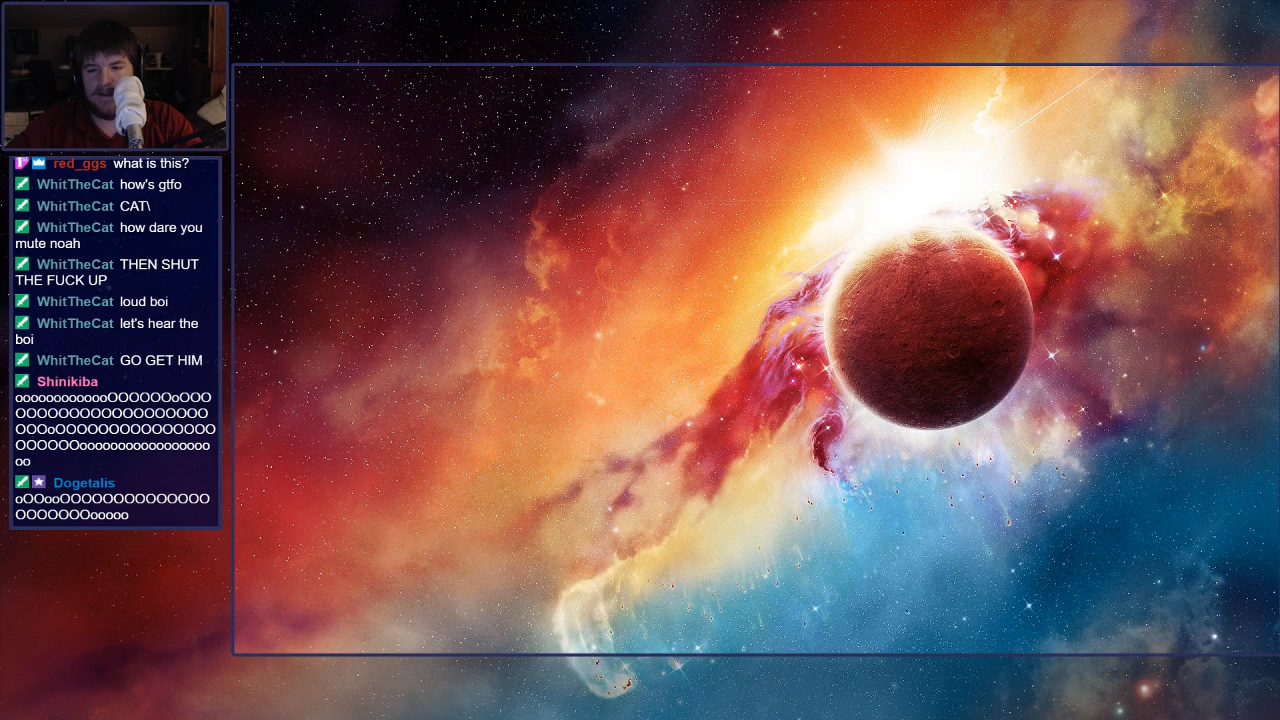 red_ggs what is this?
WhitTheCat how's gtfo
WhitTheCat CAT\
WhitTheCat how dare you
mute noah
WhitTheCat THEN SHUT
THE FUCK UP
WhitTheCat loud boi
WhitTheCat let's hear the
boi
WhitTheCat GO GET HIM
Shinikiba
ooooooooooooOOOOOOoOOO
OOOOOOOOOOOOOOOOOO
OOOoOOOOOOOOOOOOOOO
OOOOOOooooooooooooooooo
oo
Dogetalis
oOOooOOOOOOOOOOOOOO
OOOOOOOooooo